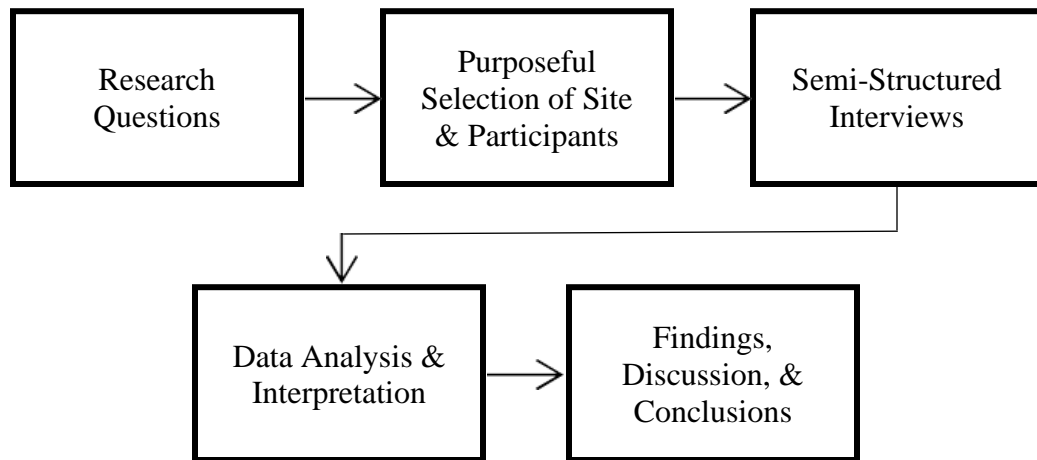 Research
Questions
Purposeful
Selection of Site
& Participants
Semi-Structured
Interviews
Data Analysis &
Interpretation
Findings,
Discussion, &
Conclusions